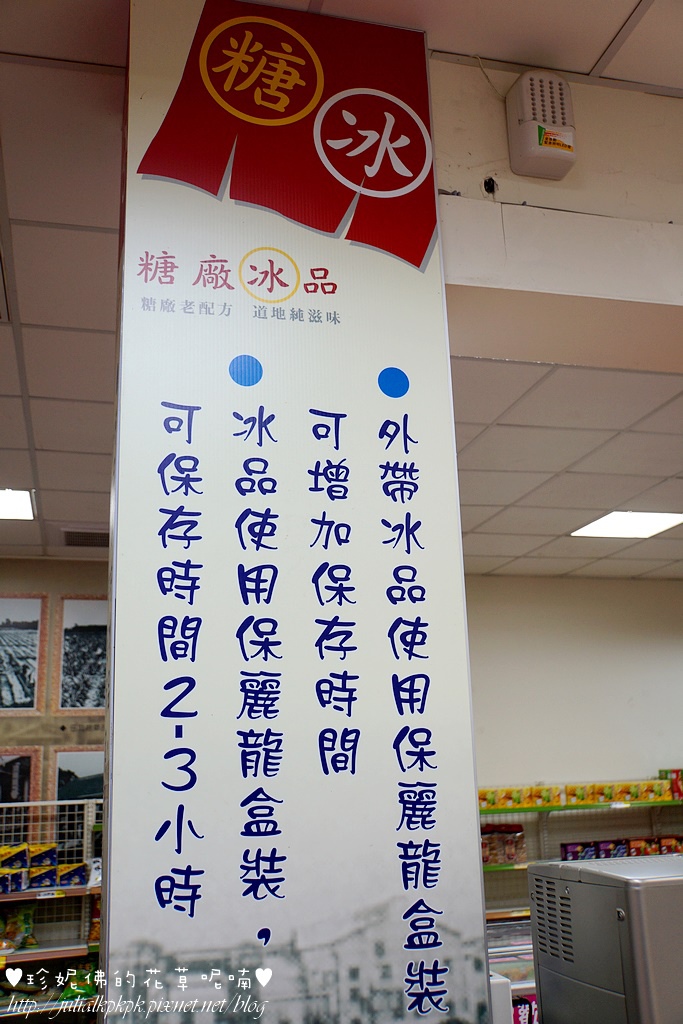 糖
冰
糖廠冰品
糖廠老配方 道地純滋味
外帶冰品使用保麗龍盒裝
可增加保存時間
冰品使用保麗龍盒裝，
可保存時間2-3小時
♥珍妮佛的花草呢喃♥
http://julialkpkpk.pixnet.net/blog